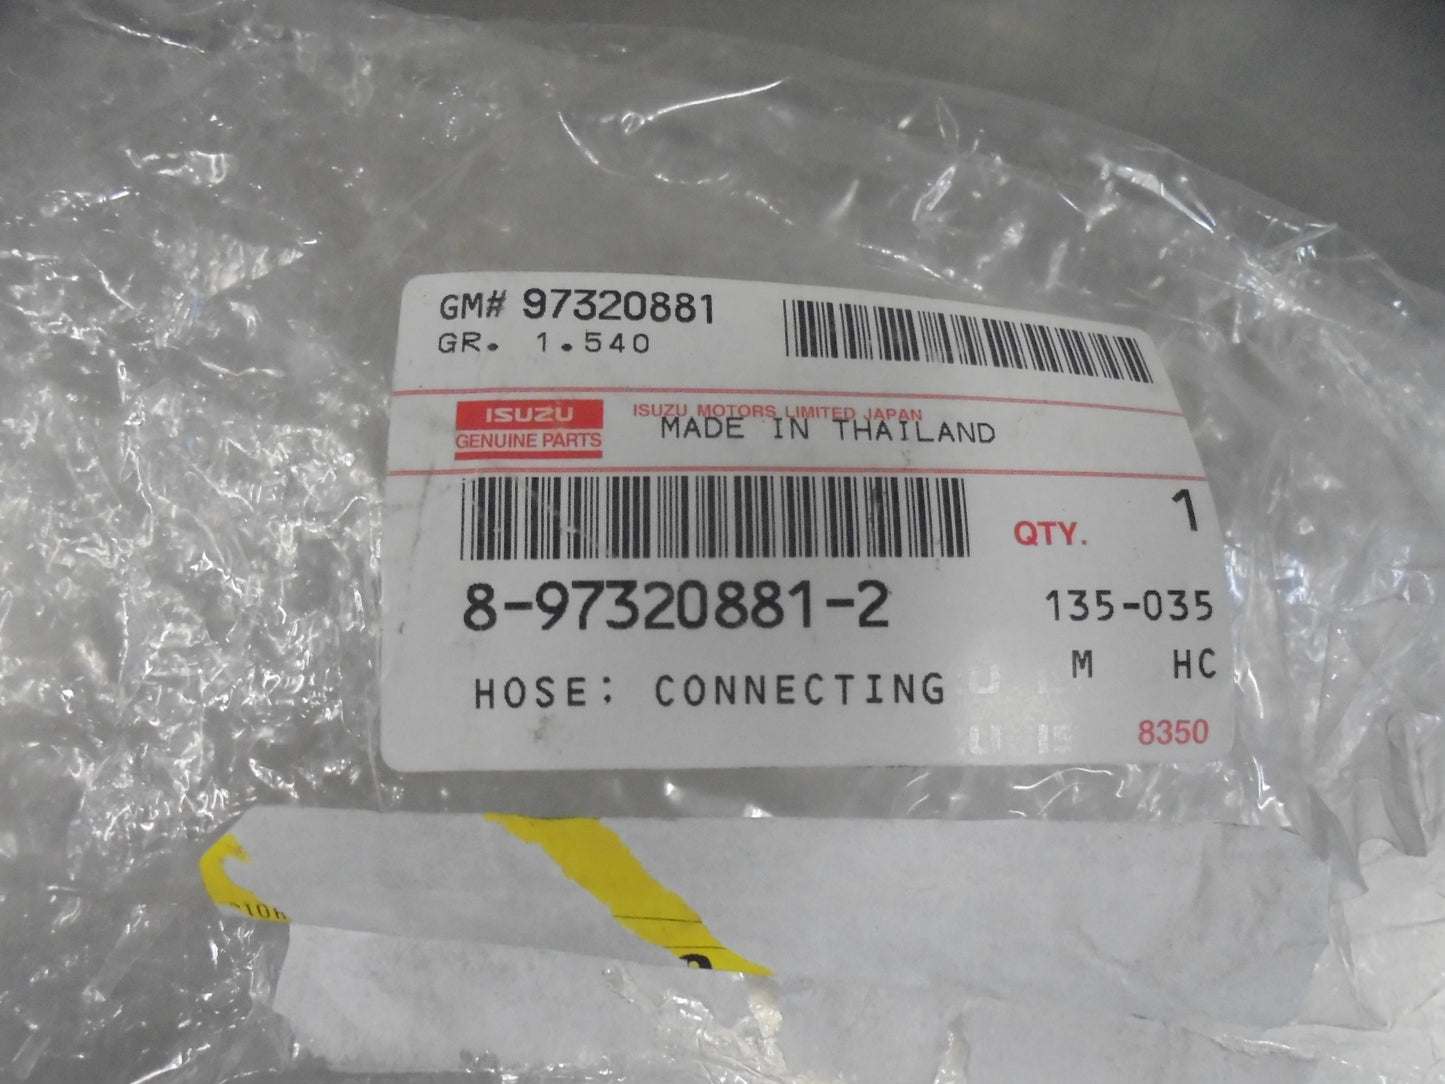 GM# 97320881
GR. 1.540
ISUZU
GENUINE PARTS
ISUZU MOTORS LIMITED JAPAN
MADE IN THAILAND
QTY. 1
8-97320881-2
135-035
M HC
HOSE; CONNECTING
8350